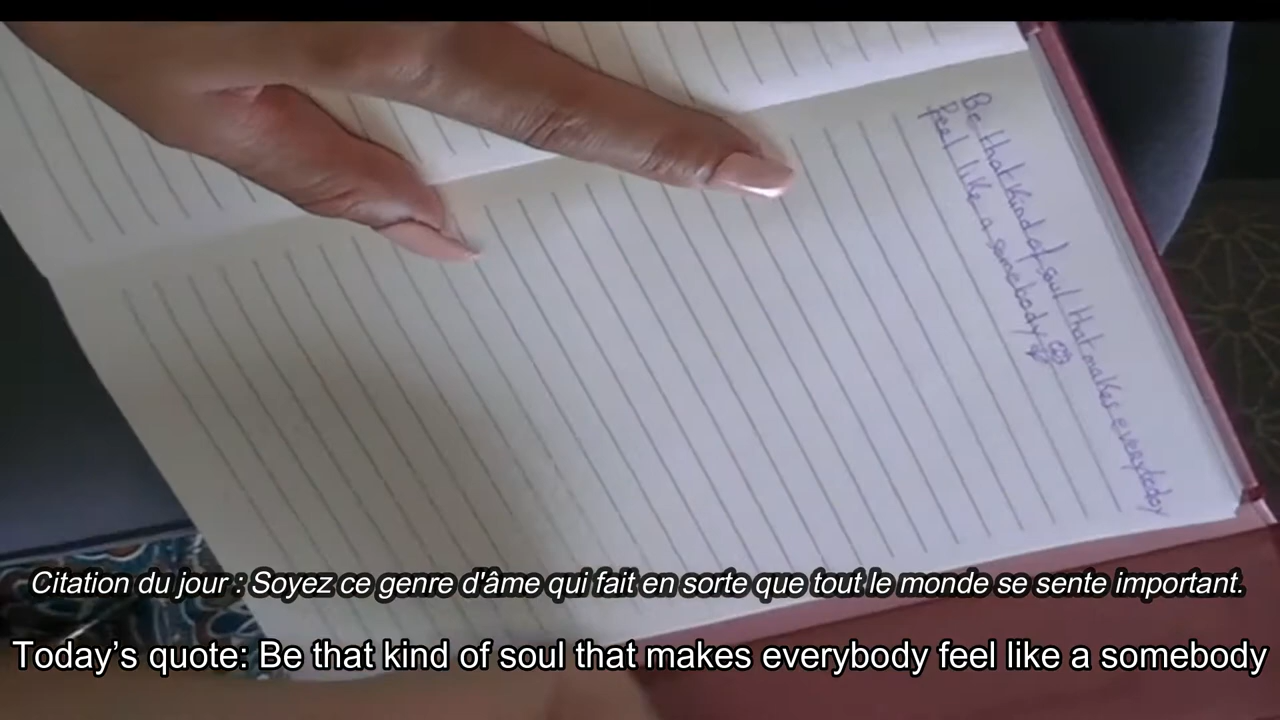 Be that kind of soul that makes everybody
feel like a somebody
Citation du jour : Soyez ce genre d'âme qui fait en sorte que tout le monde se sente important.
Today’s quote: Be that kind of soul that makes everybody feel like a somebody